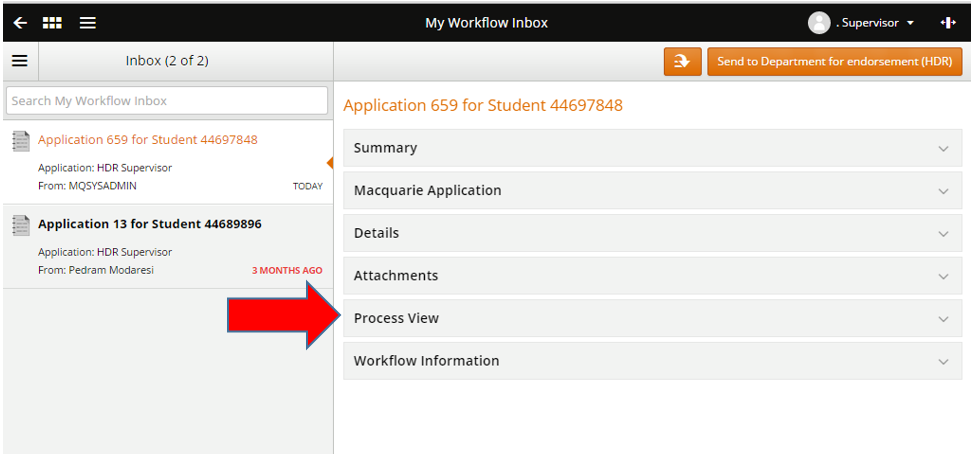 My Workflow Inbox
. Supervisor
Inbox (2 of 2)
Send to Department for endorsement (HDR)
Search My Workflow Inbox
Application 659 for Student 44697848
Application: HDR Supervisor
From: MQSYSADMIN
TODAY
Application 13 for Student 44689896
Application: HDR Supervisor
From: Pedram Modaresi
3 MONTHS AGO
Application 659 for Student 44697848
Summary
Macquarie Application
Details
Attachments
Process View
Workflow Information